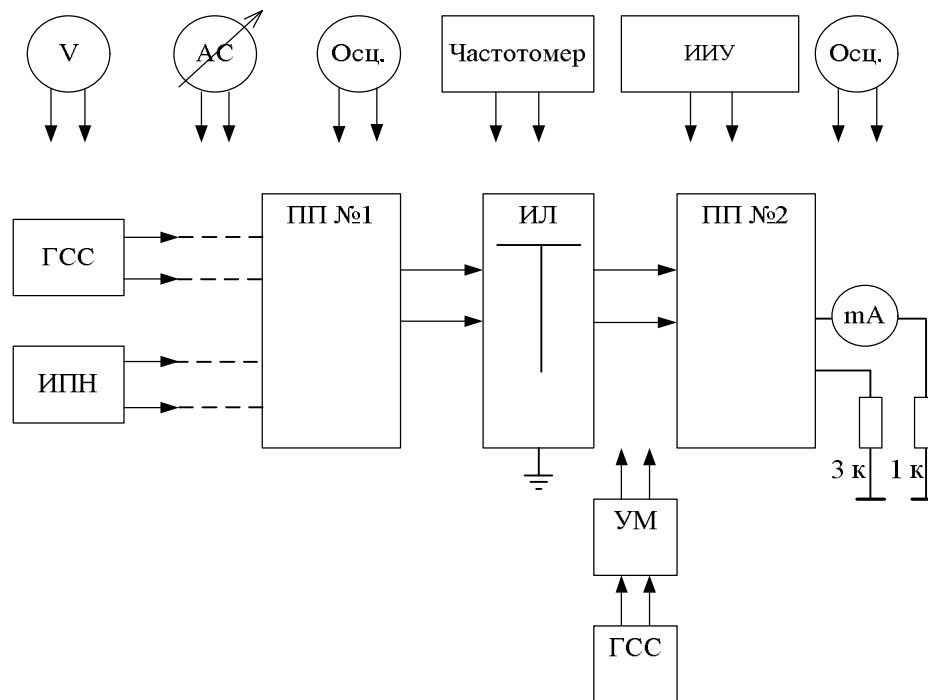 V
АС
Осц.
Частотомер
ИИУ
Осц.
ПП №1
ИЛ
ПП №2
ГСС
mA
ИПН
3 к
1 к
УМ
ГСС